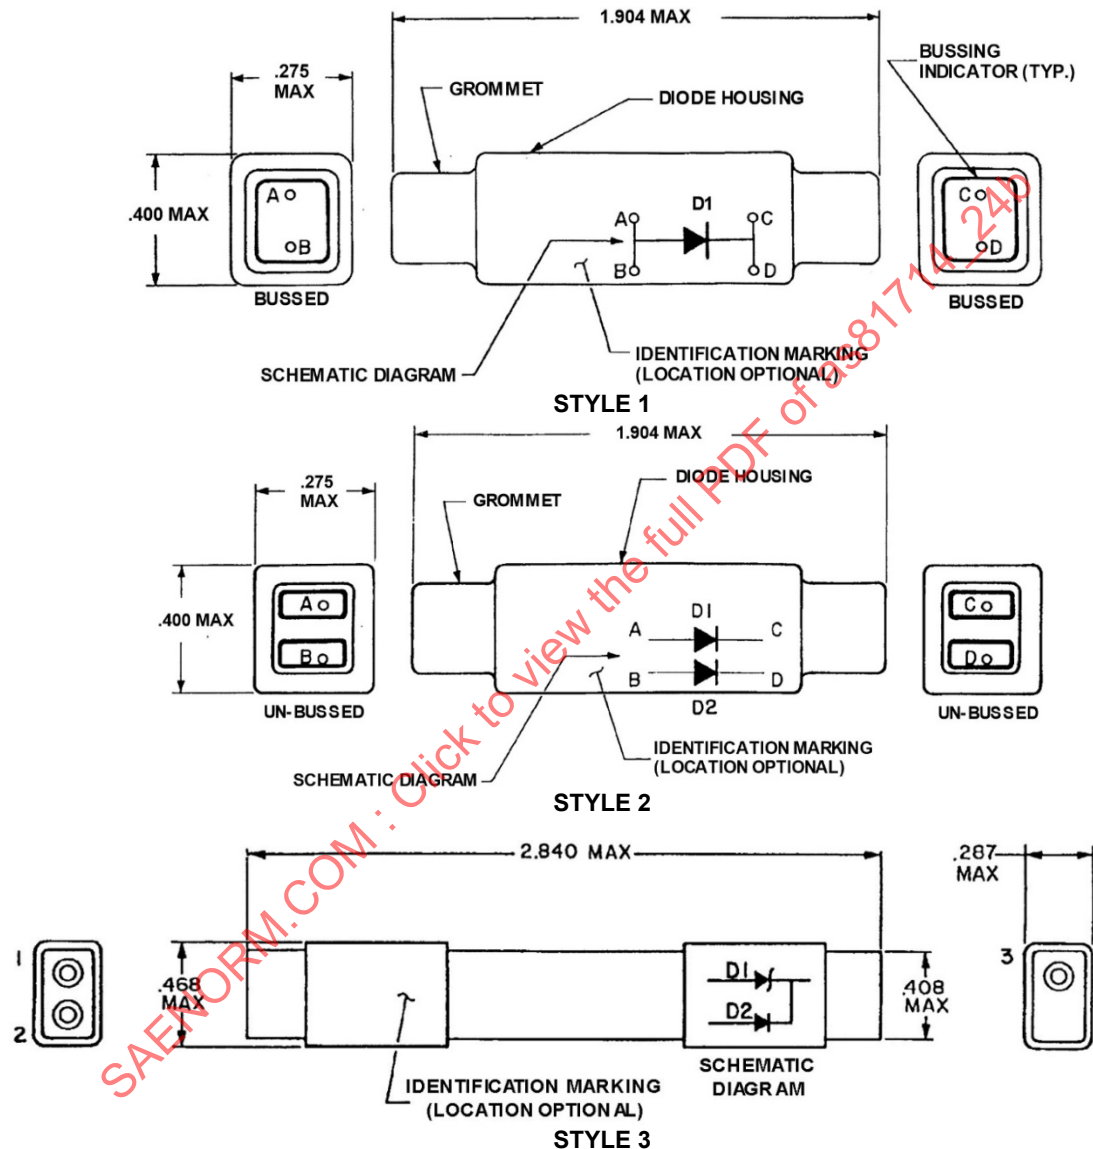 1.904 MAX
BUSSING
INDICATOR (TYP.)
.275
MAX
GROMMET
DIODE HOUSING
.400 MAX
A
B
BUSSED
A
B
D1
C
D
C
D
BUSSED
SCHEMATIC DIAGRAM
IDENTIFICATION MARKING
(LOCATION OPTIONAL)
STYLE 1
1.904 MAX
.275
MAX
GROMMET
DIODE HOUSING
.400 MAX
A
B
UN-BUSSED
A D1 C
B D
D2
C
D
UN-BUSSED
SCHEMATIC DIAGRAM
IDENTIFICATION MARKING
(LOCATION OPTIONAL)
STYLE 2
2.840 MAX
.287
MAX
1
2
.468
MAX
D1
D2
.408
MAX
3
SCHEMATIC
DIAGRAM
IDENTIFICATION MARKING
(LOCATION OPTIONAL)
STYLE 3
SAENORM.COM : Click to view the full PDF of as81714_24b